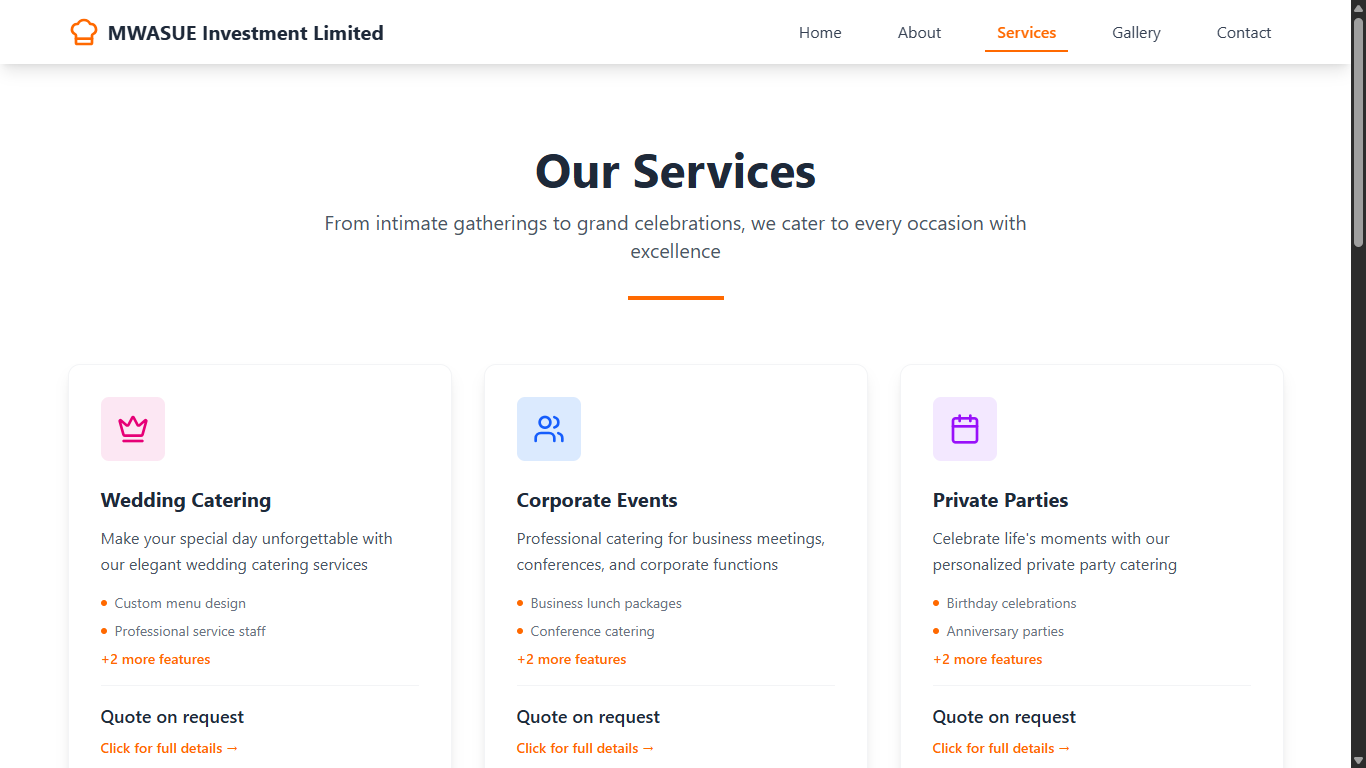 MWASUE Investment Limited
Home
About
Services
Gallery
Contact
Our Services
From intimate gatherings to grand celebrations, we cater to every occasion with
excellence
Wedding Catering
Make your special day unforgettable with
our elegant wedding catering services
Custom menu design
Professional service staff
+2 more features
Quote on request
Click for full details →
Corporate Events
Professional catering for business meetings,
conferences, and corporate functions
Business lunch packages
Conference catering
+2 more features
Quote on request
Click for full details →
Private Parties
Celebrate life's moments with our
personalized private party catering
Birthday celebrations
Anniversary parties
+2 more features
Quote on request
Click for full details →